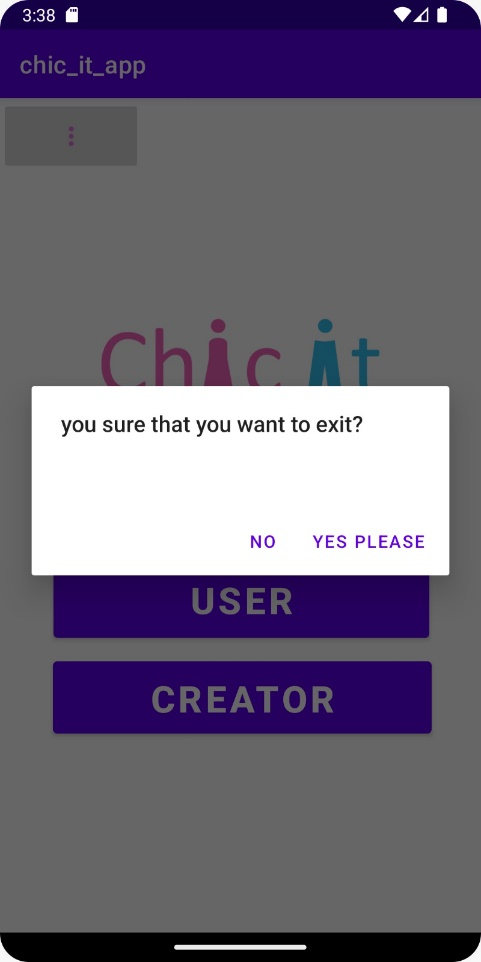 3:38
chic_it_app
Chic it
you sure that you want to exit?
NO YES PLEASE
USER
CREATOR